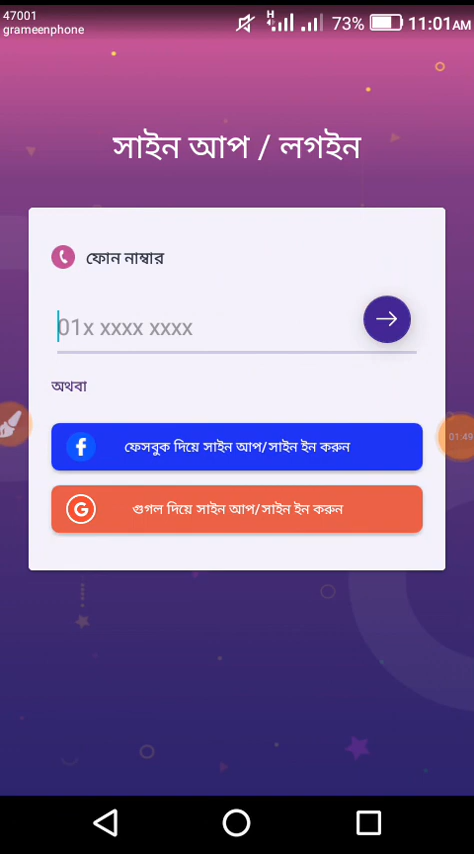 47001
grameenphone
H
73%
11:01AM
সাইন আপ / লগইন
ফোন নাম্বার
01x xxxx xxxx
অথবা
01:49
f
ফেসবুক দিয়ে সাইন আপ/সাইন ইন করুন
G
গুগল দিয়ে সাইন আপ/সাইন ইন করুন